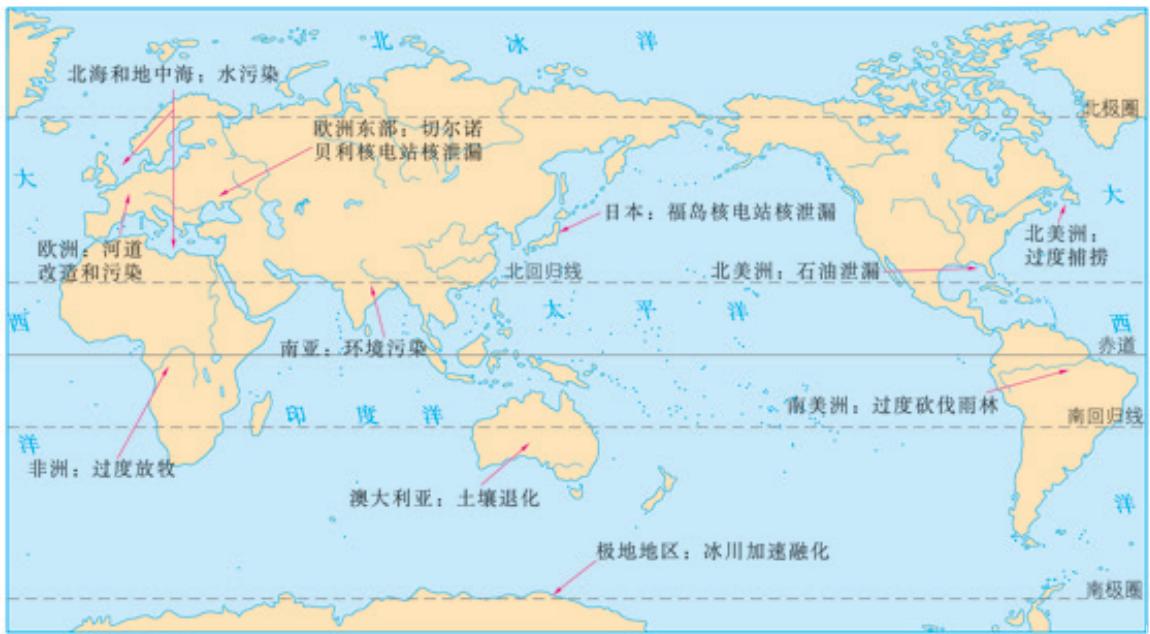 北 冰 洋
北海和地中海：水污染
北极圈
欧洲东部：切尔诺
贝利核电站核泄漏
大
大
日本：福岛核电站核泄漏
欧洲：河道
改造和污染
北美洲：
过度捕捞
北回归线
北美洲：石油泄漏
太 平 洋
西
西
南亚：环境污染
赤道
印 度 洋
南美洲：过度砍伐雨林
南回归线
洋
非洲：过度放牧
澳大利亚：土壤退化
洋
极地地区：冰川加速融化
南极圈